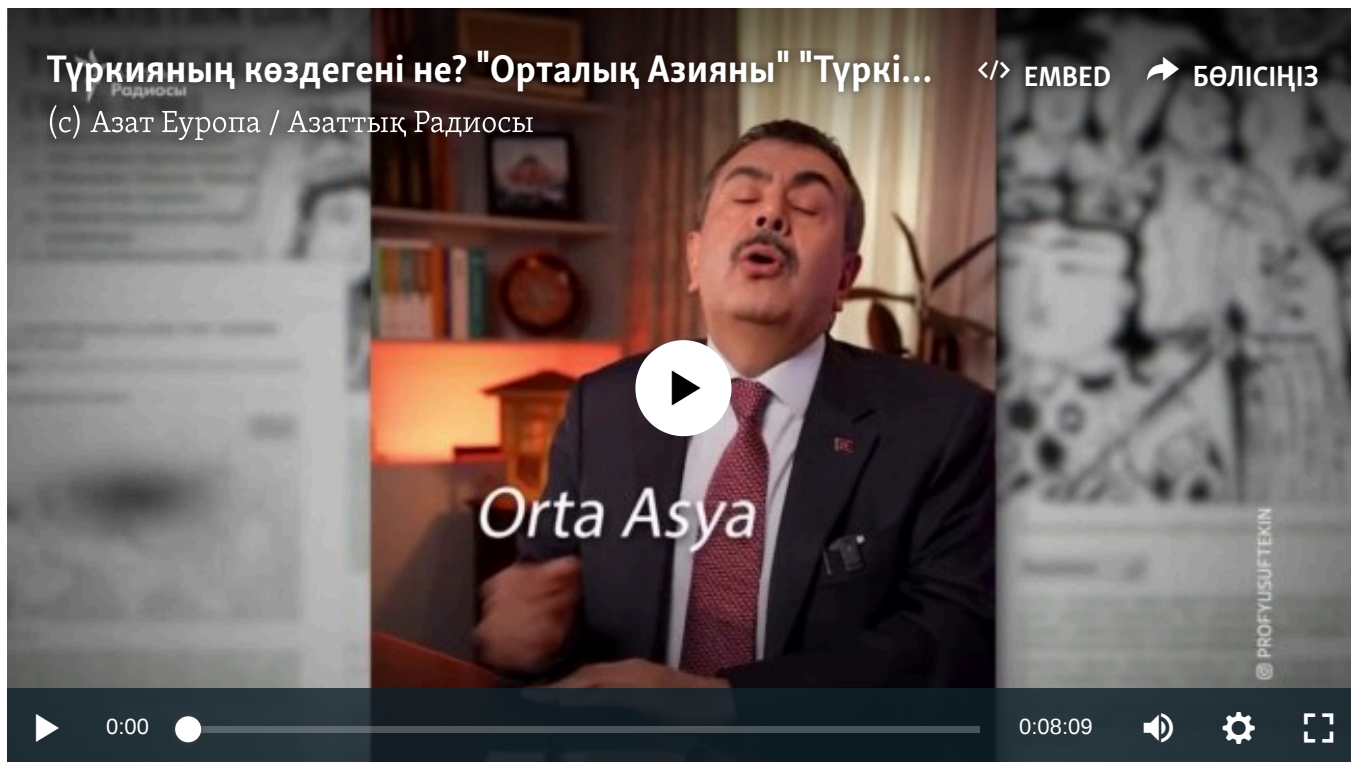 Түркияның көздегені не? "Орталық Азияны" "Түркі...
EMBED
БӨЛІСІҢІЗ
Радиосы
(c) Азат Еуропа / Азаттық Радиосы
Orta Asya
PROFYUSUFTEKIN
0:00
0:08:09